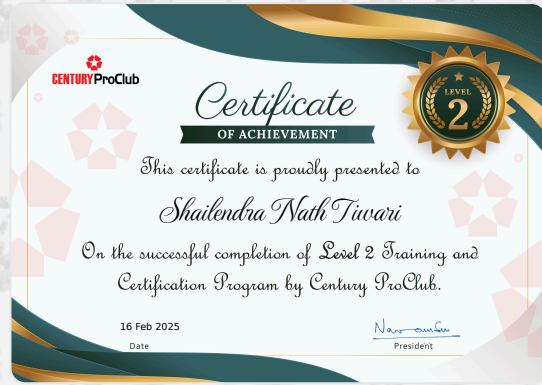 CENTURY ProClub
LEVEL
2
Certificate
OF ACHIEVEMENT
This certificate is proudly presented to
Shailendra Nath Tiwari
On the successful completion of Level 2 Training and
Certification Program by Century ProClub.
16 Feb 2025
Date
President